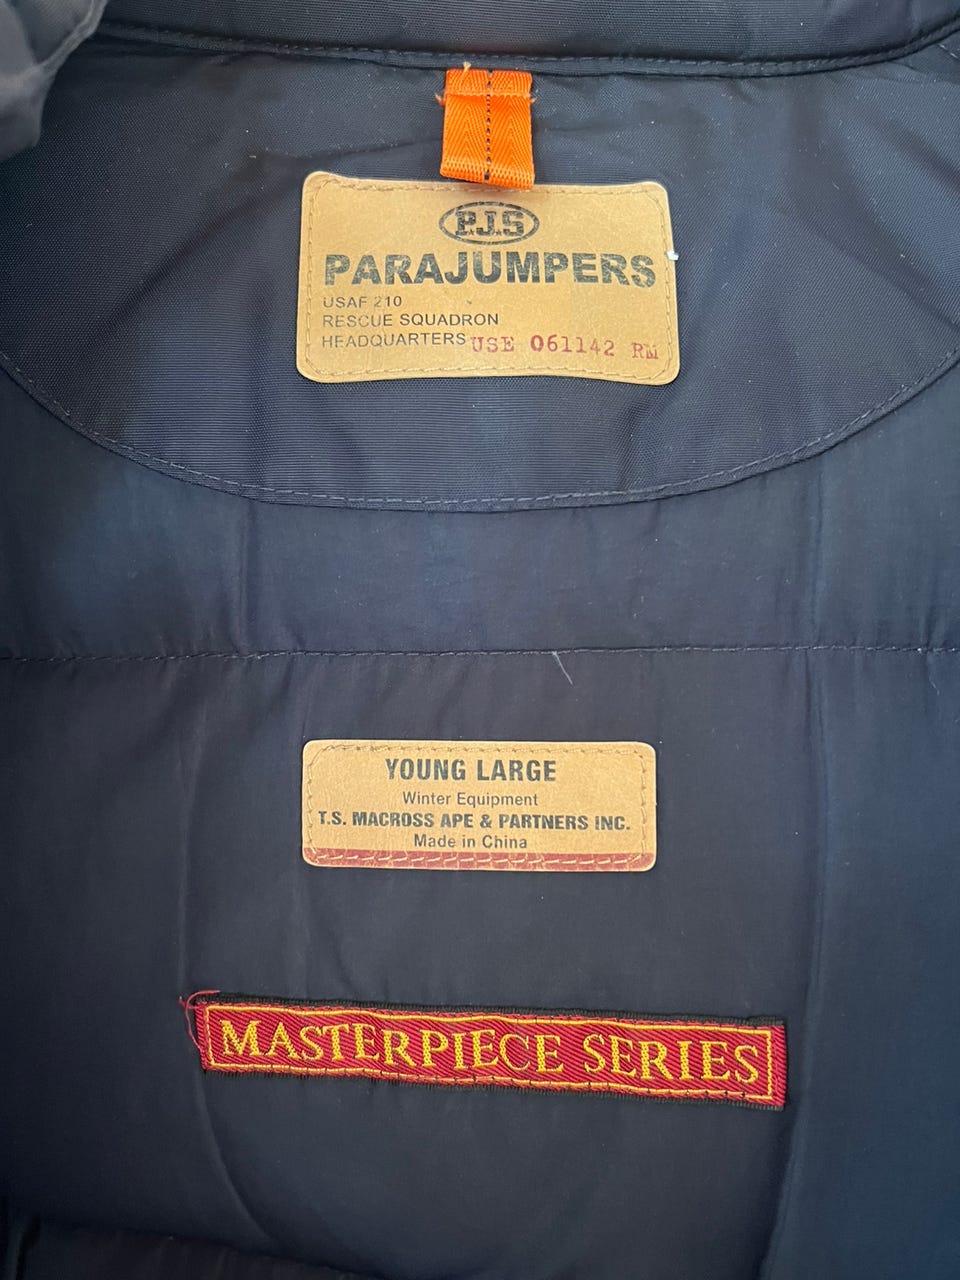 P.J.S
PARAJUMPERS
USAF 210
RESCUE SQUADRON
HEADQUARTERS USE 061142 RM
YOUNG LARGE
Winter Equipment
T.S. MACROSS APE & PARTNERS INC.
Made in China
MASTERPIECE SERIES